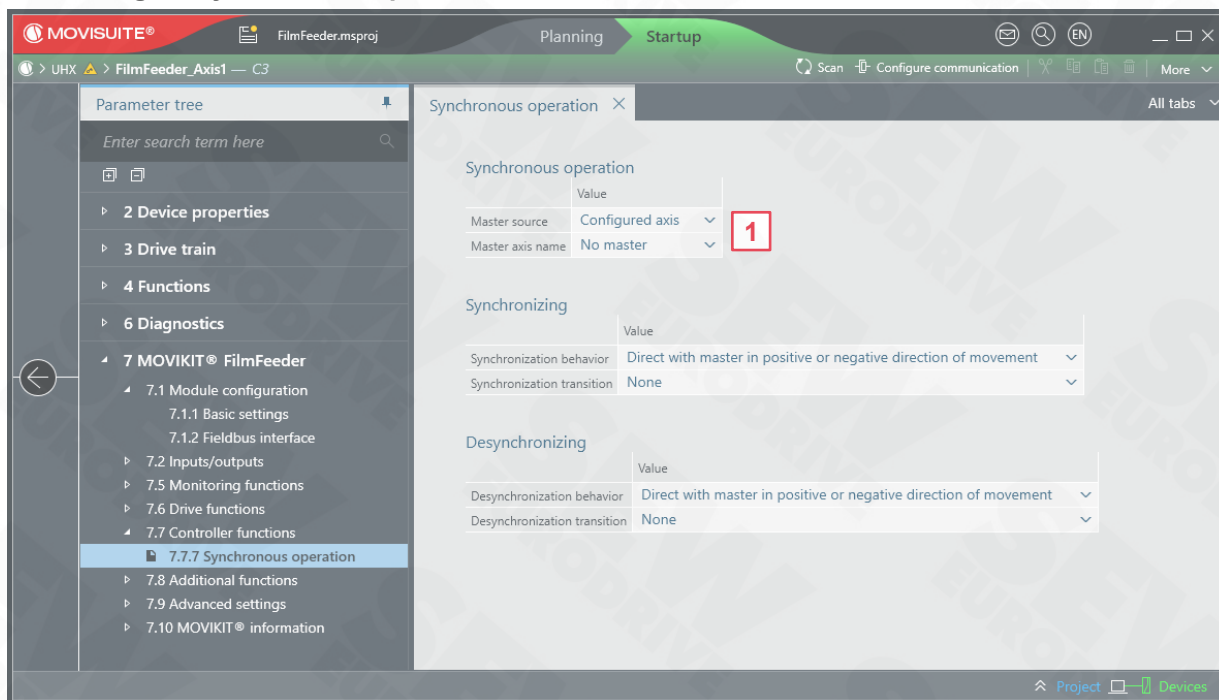 MOVISUITE® FilmFeeder.msproj Planning Startup EN
> UHX > FilmFeeder_Axis1 — C3 Scan Configure communication More
Parameter tree
Synchronous operation
All tabs
Enter search term here
2 Device properties
3 Drive train
4 Functions
6 Diagnostics
7 MOVIKIT® FilmFeeder
7.1 Module configuration
7.1.1 Basic settings
7.1.2 Fieldbus interface
7.2 Inputs/outputs
7.5 Monitoring functions
7.6 Drive functions
7.7 Controller functions
7.7.7 Synchronous operation
7.8 Additional functions
7.9 Advanced settings
7.10 MOVIKIT® information
Synchronous operation
Value
Master source Configured axis
Master axis name No master
1
Synchronizing
Value
Synchronization behavior Direct with master in positive or negative direction of movement
Synchronization transition None
Desynchronizing
Value
Desynchronization behavior Direct with master in positive or negative direction of movement
Desynchronization transition None
Project Devices
SEW
EURODRIVE